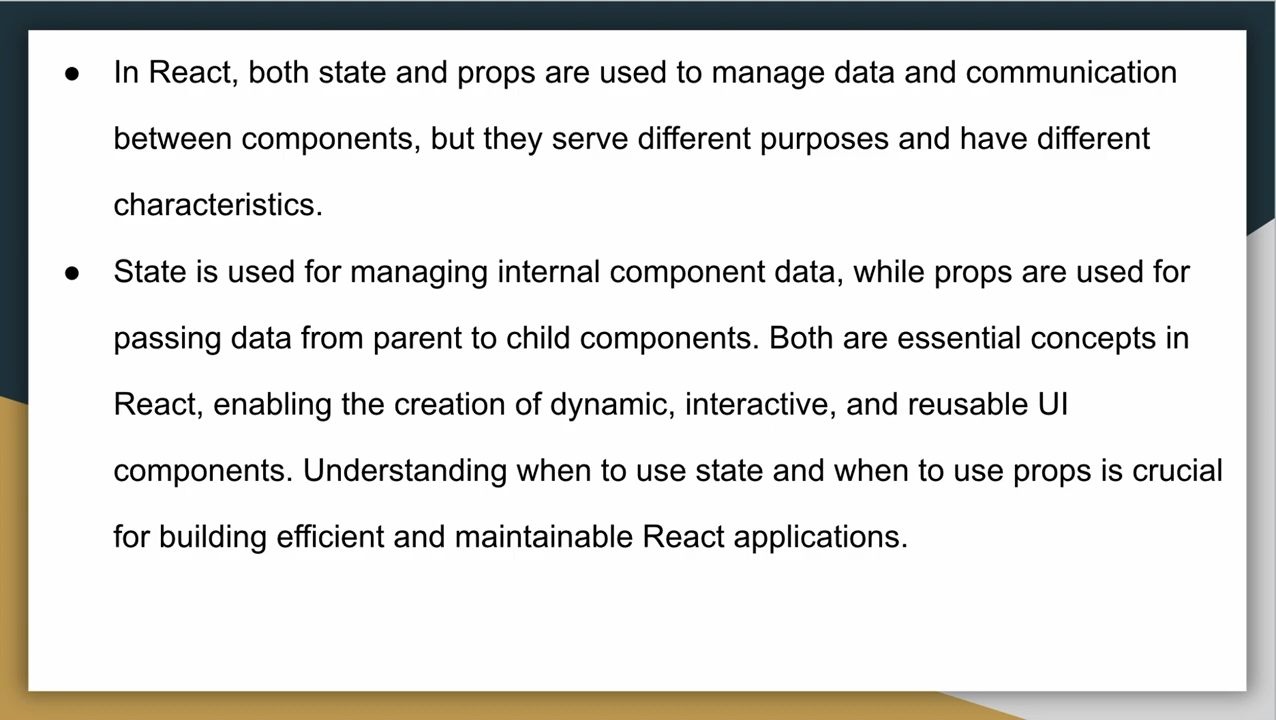 ● In React, both state and props are used to manage data and communication
between components, but they serve different purposes and have different
characteristics.
● State is used for managing internal component data, while props are used for
passing data from parent to child components. Both are essential concepts in
React, enabling the creation of dynamic, interactive, and reusable UI
components. Understanding when to use state and when to use props is crucial
for building efficient and maintainable React applications.